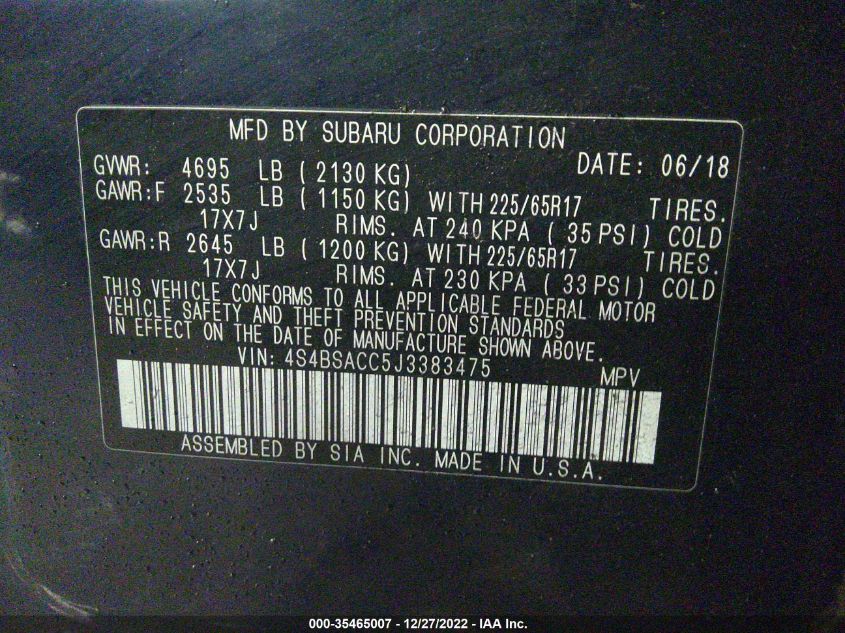 MFD BY SUBARU CORPORATION
GVWR: 4695 LB ( 2130 KG) DATE: 06/18
GAWR:F 2535 LB ( 1150 KG) WITH 225/65R17 TIRES.
17X7J RIMS. AT 240 KPA ( 35 PSI) COLD
GAWR:R 2645 LB ( 1200 KG) WITH 225/65R17 TIRES.
17X7J RIMS. AT 230 KPA ( 33 PSI) COLD
THIS VEHICLE CONFORMS TO ALL APPLICABLE FEDERAL MOTOR
VEHICLE SAFETY AND THEFT PREVENTION STANDARDS
IN EFFECT ON THE DATE OF MANUFACTURE SHOWN ABOVE.
VIN: 4S4BSACC5J3383475 MPV
ASSEMBLED BY SIA INC. MADE IN U.S.A.
000-35465007 - 12/27/2022 - IAA Inc.